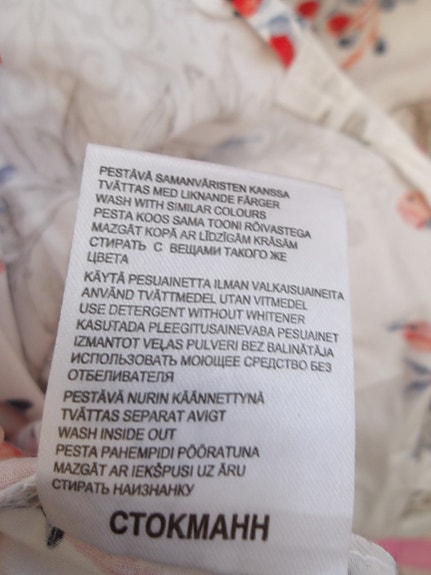 PESTÄVÄ SAMANVÄRISTEN KANSSA
TVÄTTAS MED LIKNANDE FÄRGER
WASH WITH SIMILAR COLOURS
PESTA KOOS SAMA TOONI RÕIVASTEGA
MAZGĀT KOPĀ AR LĪDZĪGĀM KRĀSĀM
СТИРАТЬ С ВЕЩАМИ ТАКОГО ЖЕ
ЦВЕТА
KÄYTÄ PESUAINETTA ILMAN VALKAISUAINEITA
ANVÄND TVÄTTMEDEL UTAN VITMEDEL
USE DETERGENT WITHOUT WHITENER
KASUTADA PLEEGITUSAINEVABA PESUAINET
IZMANTOT VEĻAS PULVERI BEZ BALINĀTĀJA
ИСПОЛЬЗОВАТЬ МОЮЩЕЕ СРЕДСТВО БЕЗ
ОТБЕЛИВАТЕЛЯ
PESTÄVÄ NURIN KÄÄNNETTYNÄ
TVÄTTAS SEPARAT AVIGT
WASH INSIDE OUT
PESTA PAHEMPIDI PÖÖRATUNA
MAZGĀT AR IEKŠPUSI UZ ĀRU
СТИРАТЬ НАИЗНАНКУ
СТОКМАНН